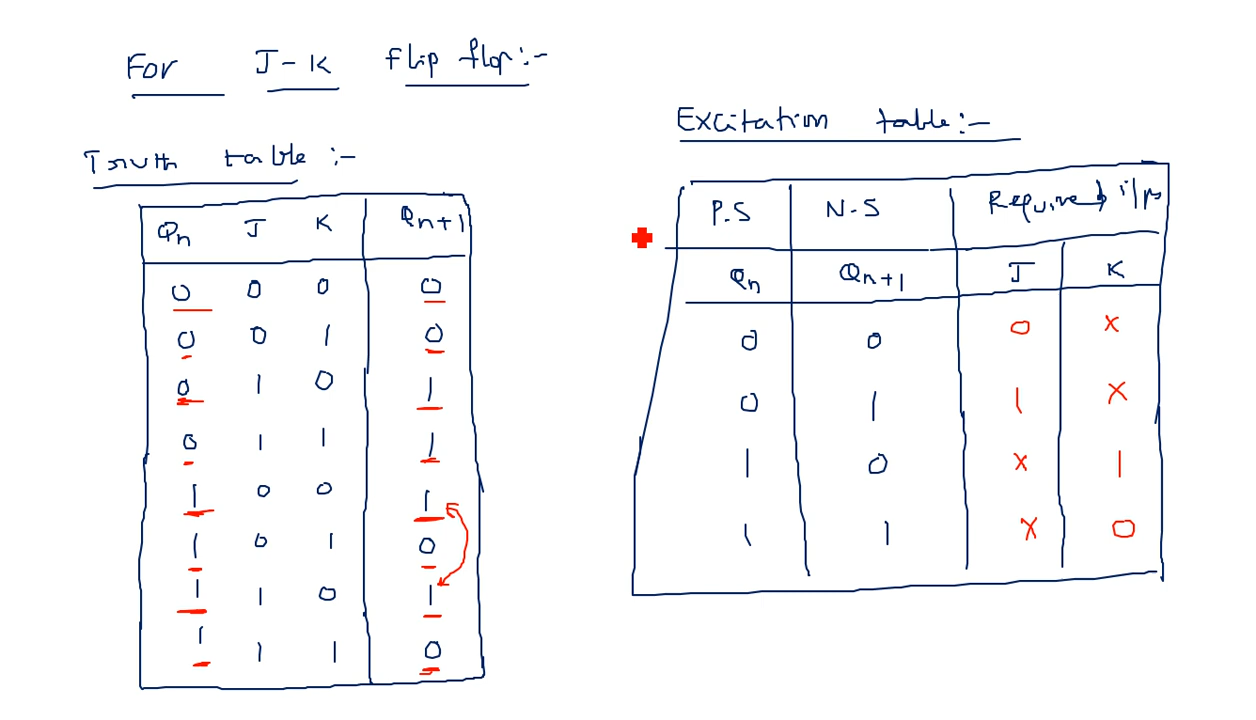 For J-K flip flop:-
Truth table:-
Qn J K Qn+1
0 0 0 0
0 0 1 0
0 1 0 1
0 1 1 1
1 0 0 1
1 0 1 0
1 1 0 1
1 1 1 0
Excitation table:-
P.S N.S Required i/ps
Qn Qn+1 J K
0 0 0 x
0 1 1 x
1 0 x 1
1 1 x 0